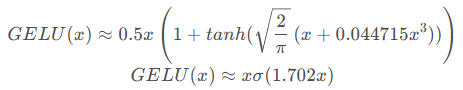 GELU(x) ≈ 0.5x (1 + tanh(√(2/π) (x + 0.044715x³)))
GELU(x) ≈ xσ(1.702x)